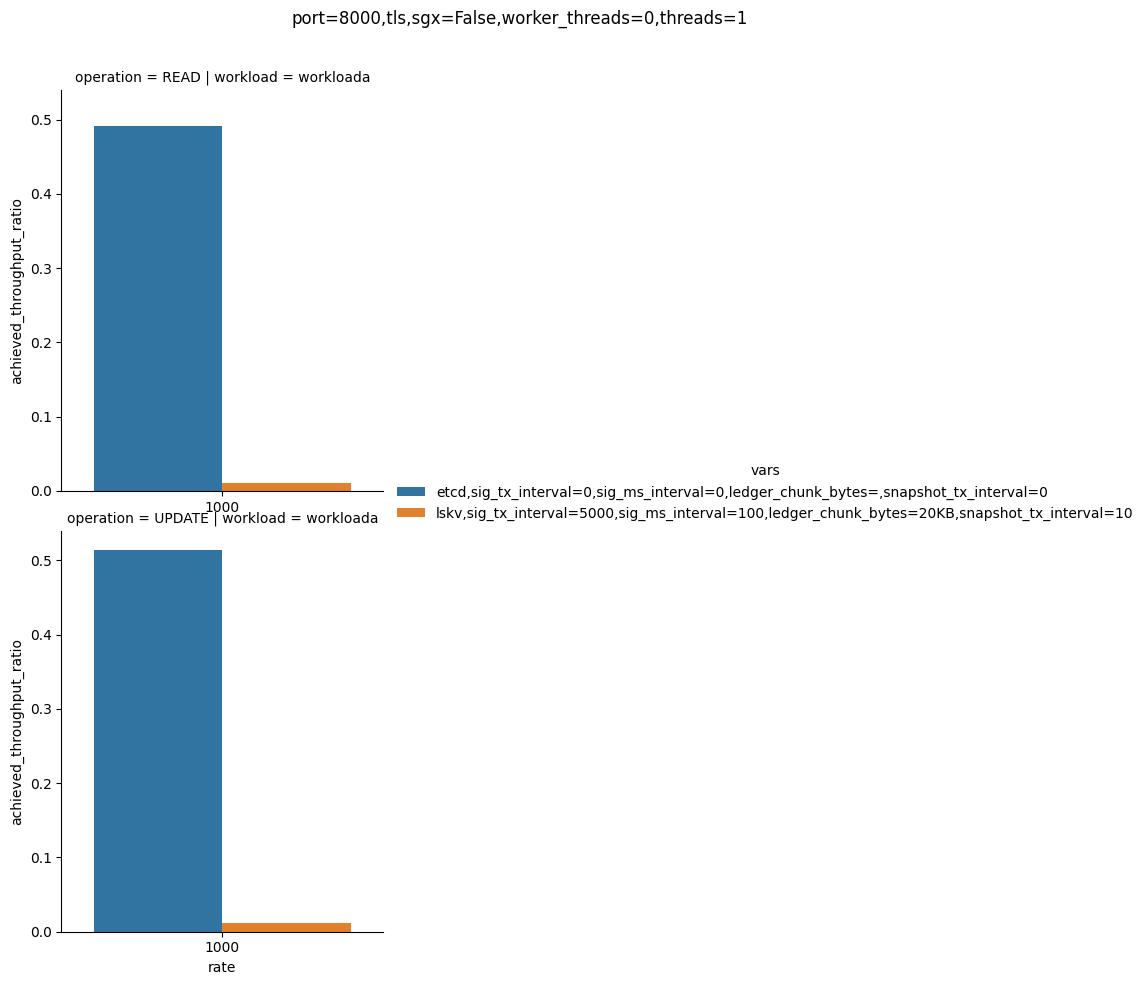 port=8000,tls,sgx=False,worker_threads=0,threads=1
operation = READ | workload = workloada
0.5
0.4
0.3
0.2
0.1
0.0
achieved_throughput_ratio
1000
vars
etcd,sig_tx_interval=0,sig_ms_interval=0,ledger_chunk_bytes=,snapshot_tx_interval=0
lskv,sig_tx_interval=5000,sig_ms_interval=100,ledger_chunk_bytes=20KB,snapshot_tx_interval=10
operation = UPDATE | workload = workloada
0.5
0.4
0.3
0.2
0.1
0.0
achieved_throughput_ratio
1000
rate